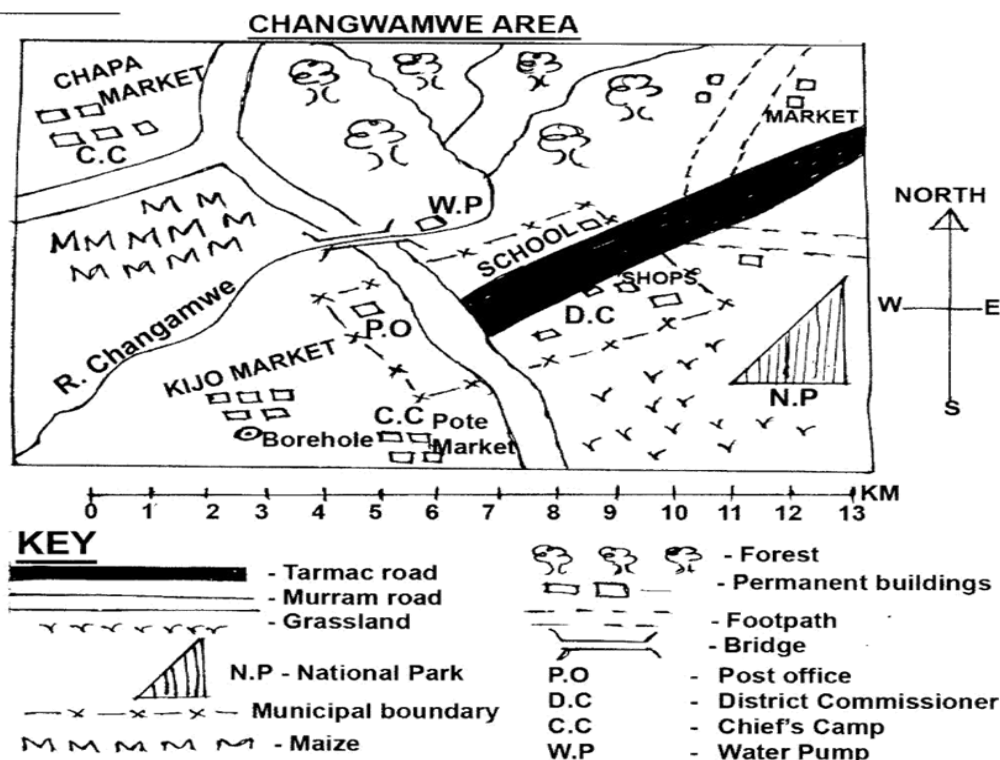 CHANGWAMWE AREA
CHAPA
MARKET
C.C
MARKET
W.P
NORTH
SCHOOL
SHOPS
W
E
D.C
P.O
R. Changamwe
KIJO MARKET
N.P
S
C.C Pote
Market
Borehole
KM
0 1 2 3 4 5 6 7 8 9 10 11 12 13
KEY
- Tarmac road
- Murram road
- Grassland
N.P - National Park
- Municipal boundary
- Maize
- Forest
- Permanent buildings
- Footpath
- Bridge
P.O - Post office
D.C - District Commissioner
C.C - Chief's Camp
W.P - Water Pump